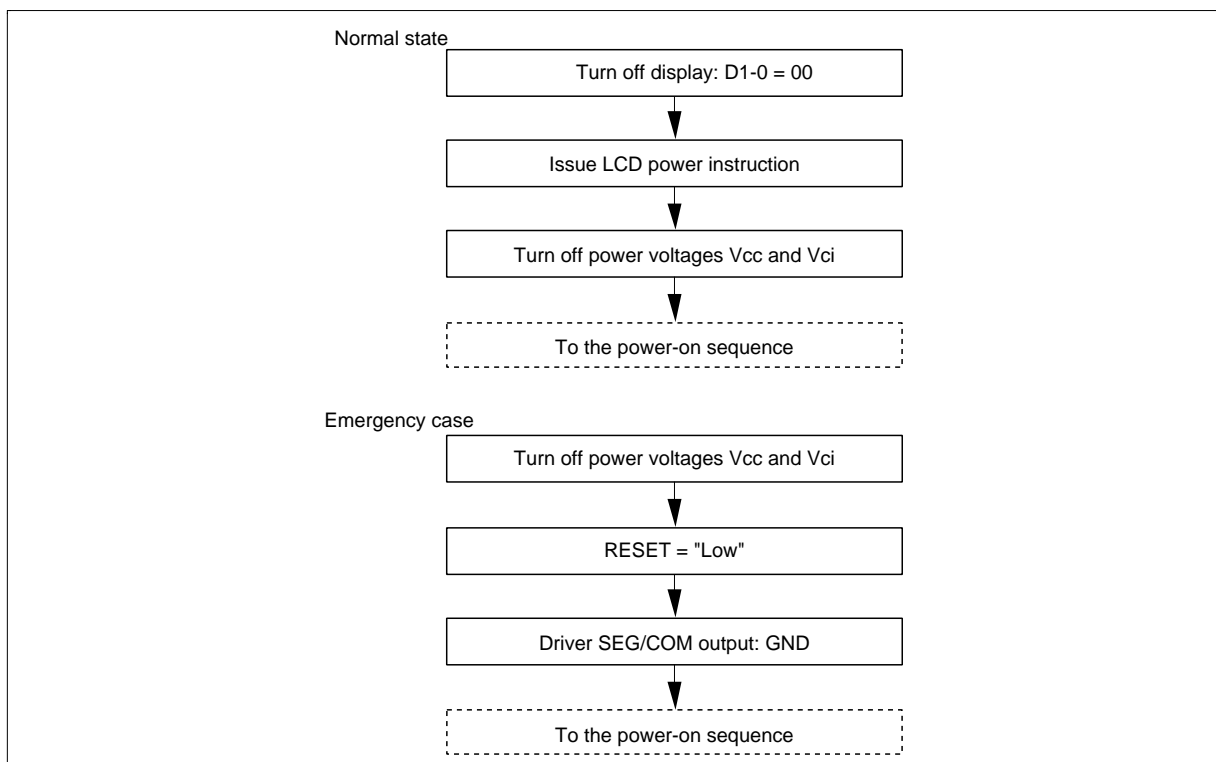 Normal state
Turn off display: D1-0 = 00
Issue LCD power instruction
Turn off power voltages Vcc and Vci
To the power-on sequence
Emergency case
Turn off power voltages Vcc and Vci
RESET = "Low"
Driver SEG/COM output: GND
To the power-on sequence